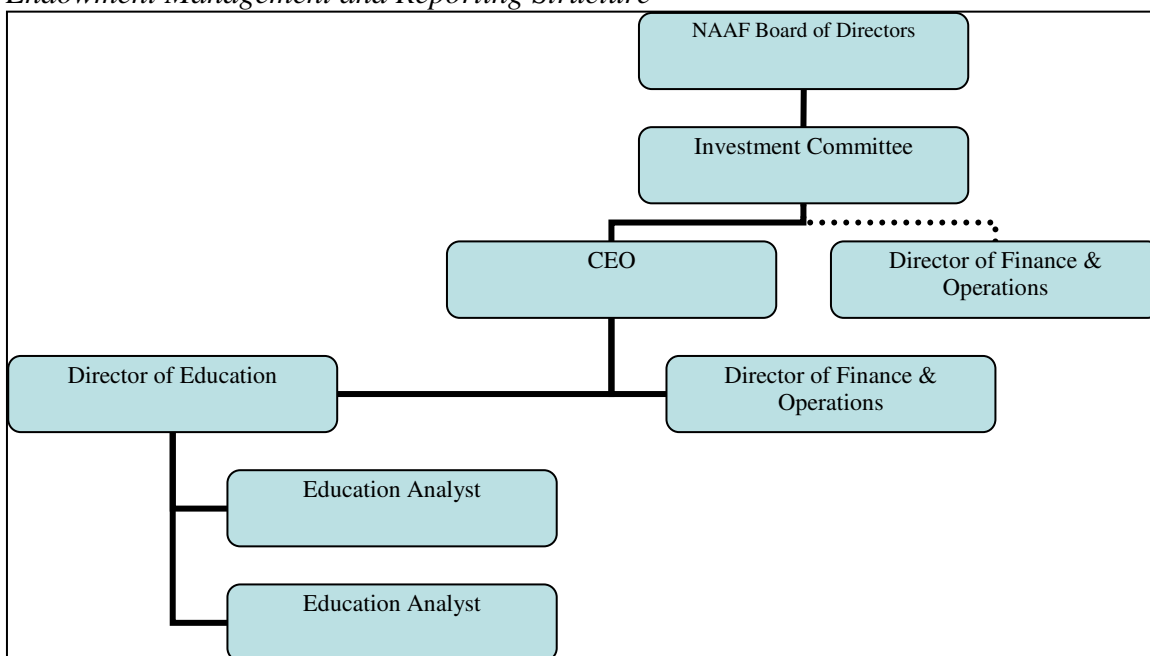 Endowment Management and Reporting Structure
NAAF Board of Directors
Investment Committee
CEO
Director of Finance &
Operations
Director of Education
Director of Finance &
Operations
Education Analyst
Education Analyst